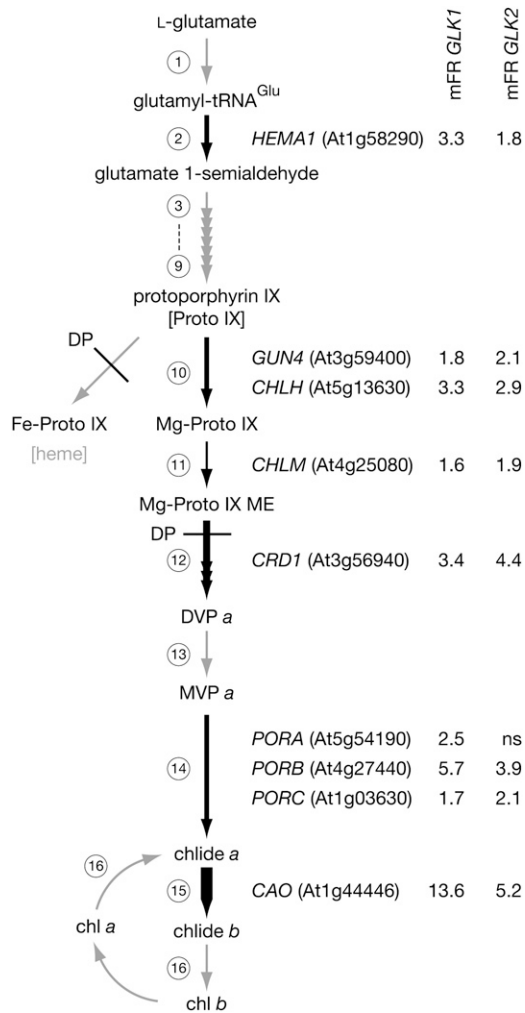 mFR GLK1
mFR GLK2
L-glutamate
1
glutamyl-tRNA^Glu
2 HEMA1 (At1g58290) 3.3 1.8
glutamate 1-semialdehyde
3
9
protoporphyrin IX
[Proto IX]
DP
GUN4 (At3g59400) 1.8 2.1
10
CHLH (At5g13630) 3.3 2.9
Fe-Proto IX Mg-Proto IX
[heme]
11 CHLM (At4g25080) 1.6 1.9
Mg-Proto IX ME
DP
12 CRD1 (At3g56940) 3.4 4.4
DVP a
13
MVP a
PORA (At5g54190) 2.5 ns
14 PORB (At4g27440) 5.7 3.9
PORC (At1g03630) 1.7 2.1
chlide a
16
15 CAO (At1g44446) 13.6 5.2
chl a chlide b
16
chl b